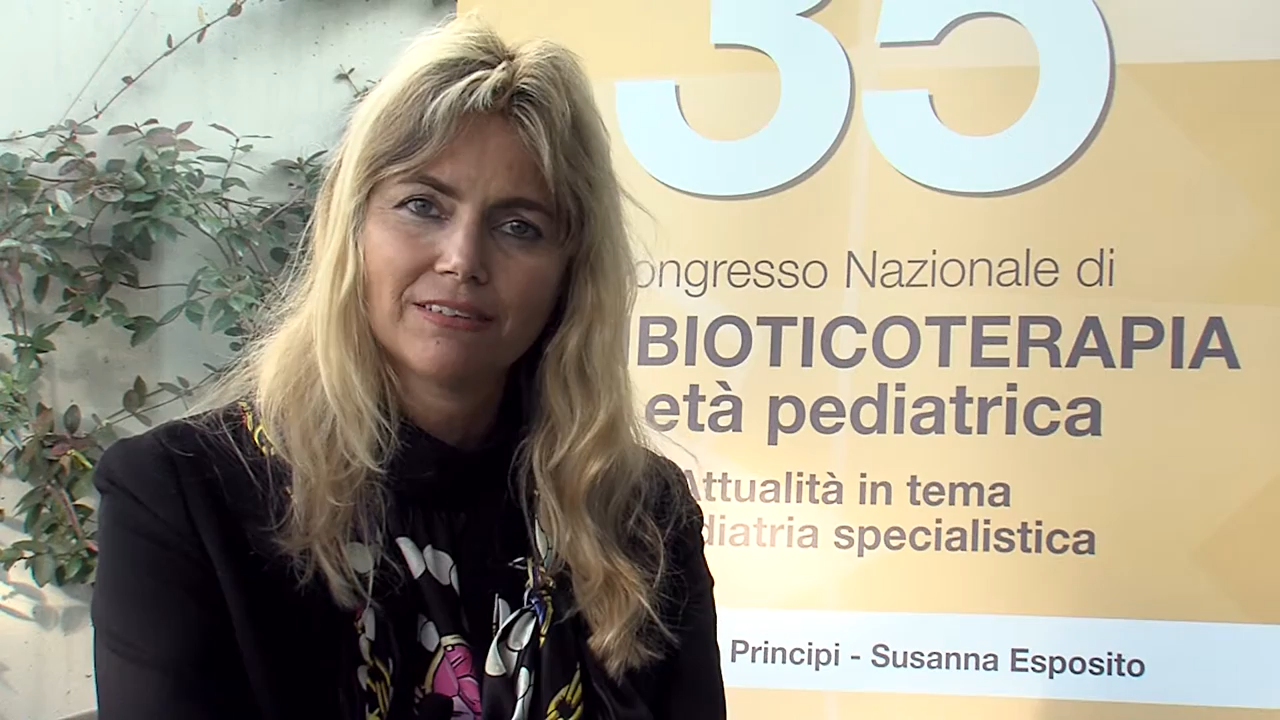 35
ongresso Nazionale di
BIOTICOTERAPIA
età pediatrica
Attualità in tema
diatria specialistica
Principi - Susanna Esposito